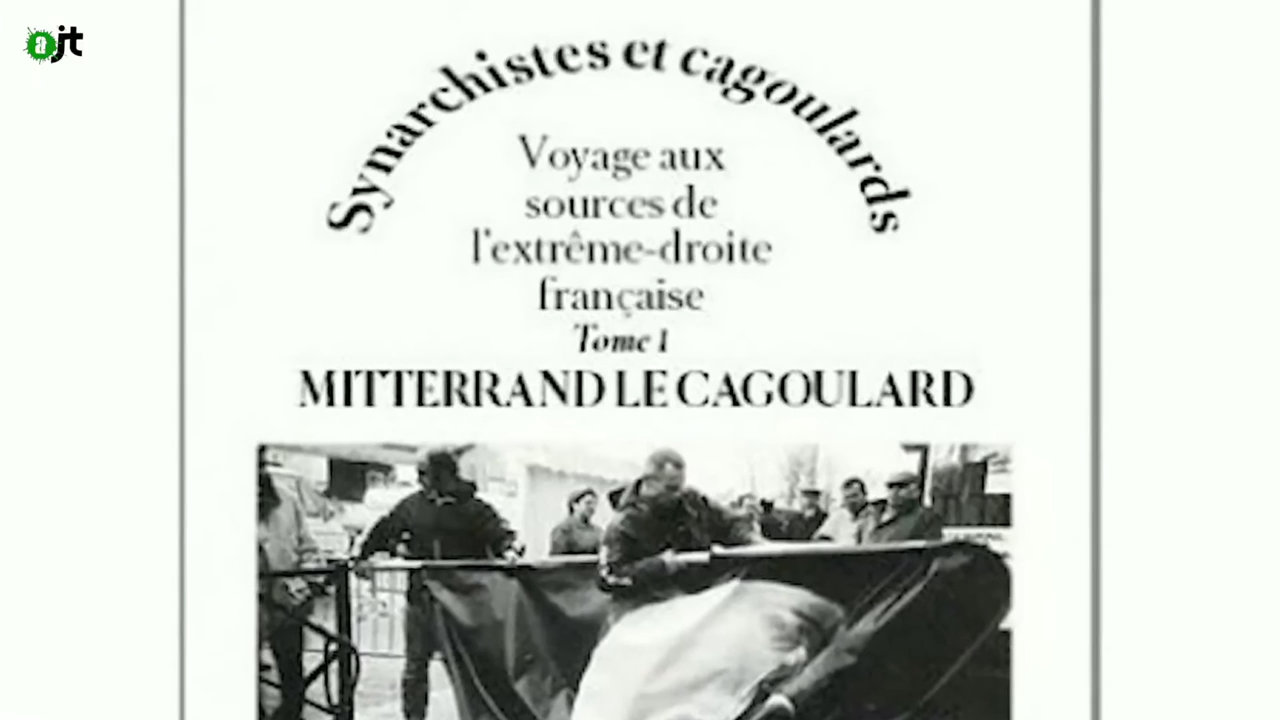 ajt
Synarchistes et cagoulards
Voyage aux
sources de
l'extrême-droite
française
Tome 1
MITTERRAND LE CAGOULARD